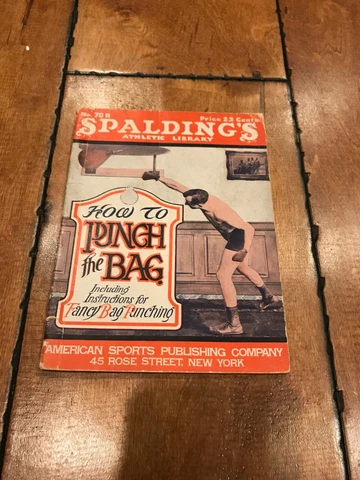 No. 20 R Price 25 Cents
SPALDING'S
ATHLETIC LIBRARY
How to
PUNCH
the BAG
Including
Instructions for
Fancy Bag Punching
AMERICAN SPORTS PUBLISHING COMPANY
45 ROSE STREET, NEW YORK